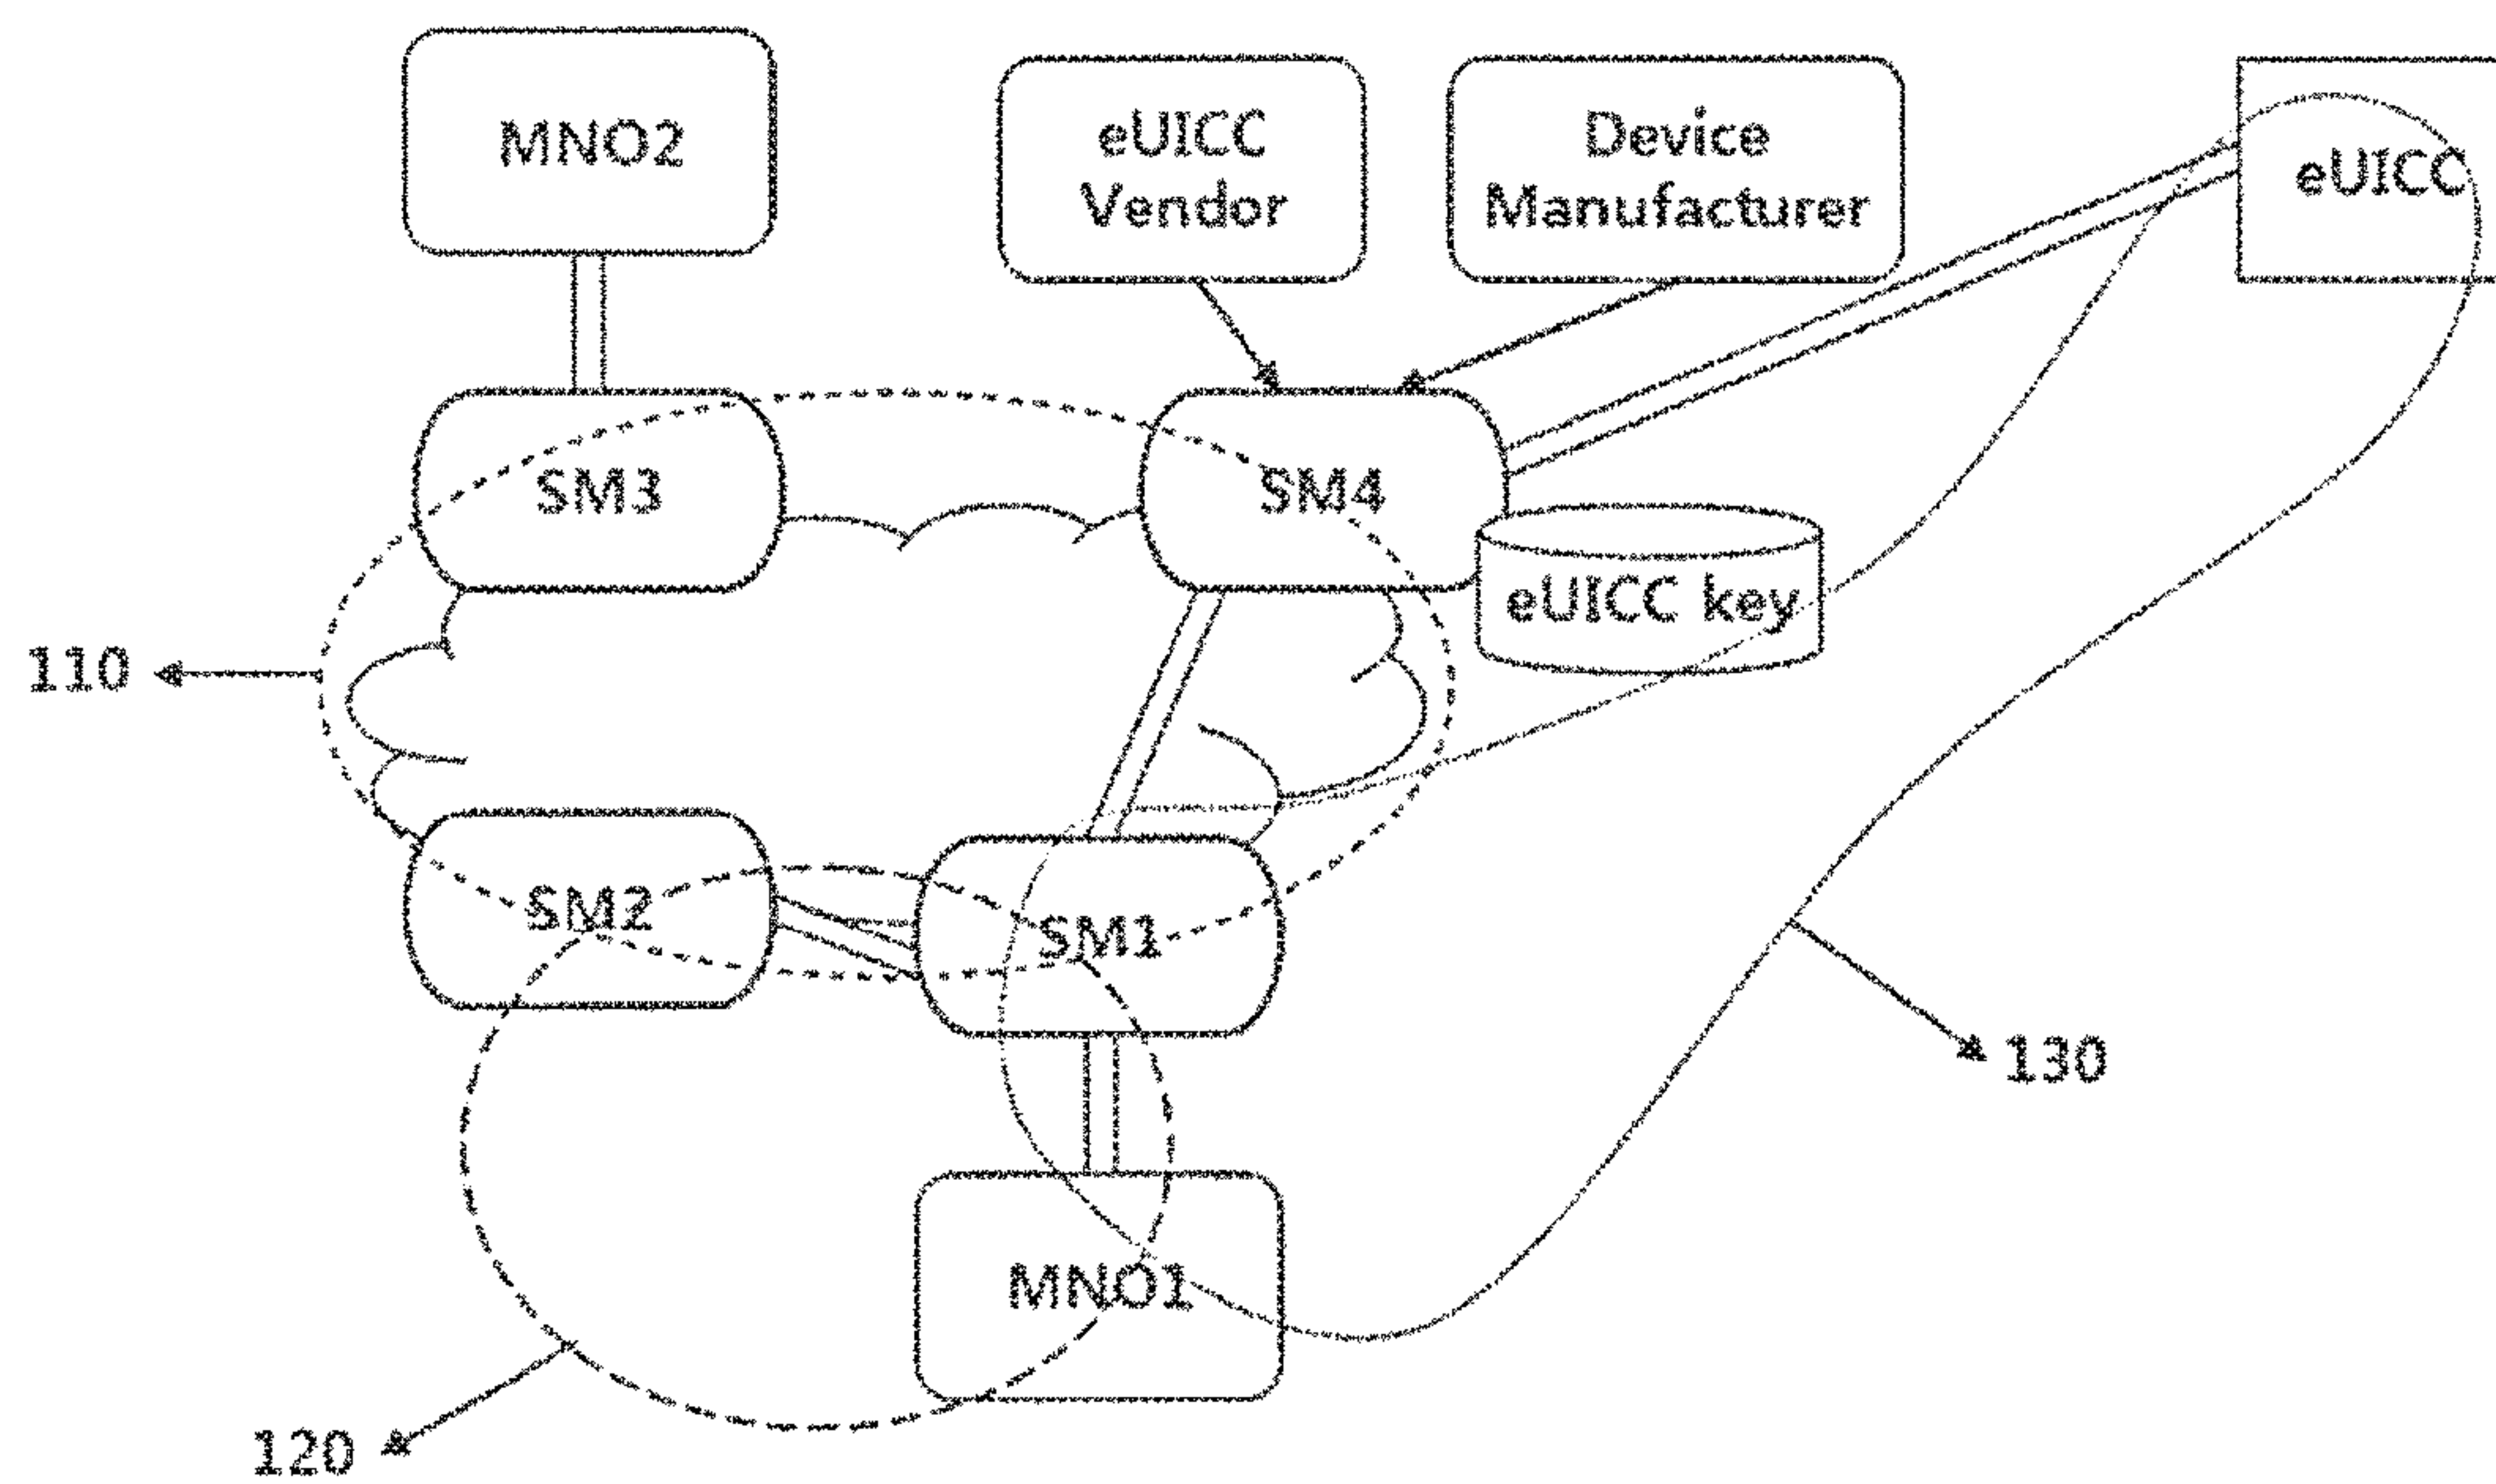 MNO2
eUICC
Vendor
Device
Manufacturer
eUICC
SM3
SM4
eUICC key
110
SM2
SM1
130
MNO1
120